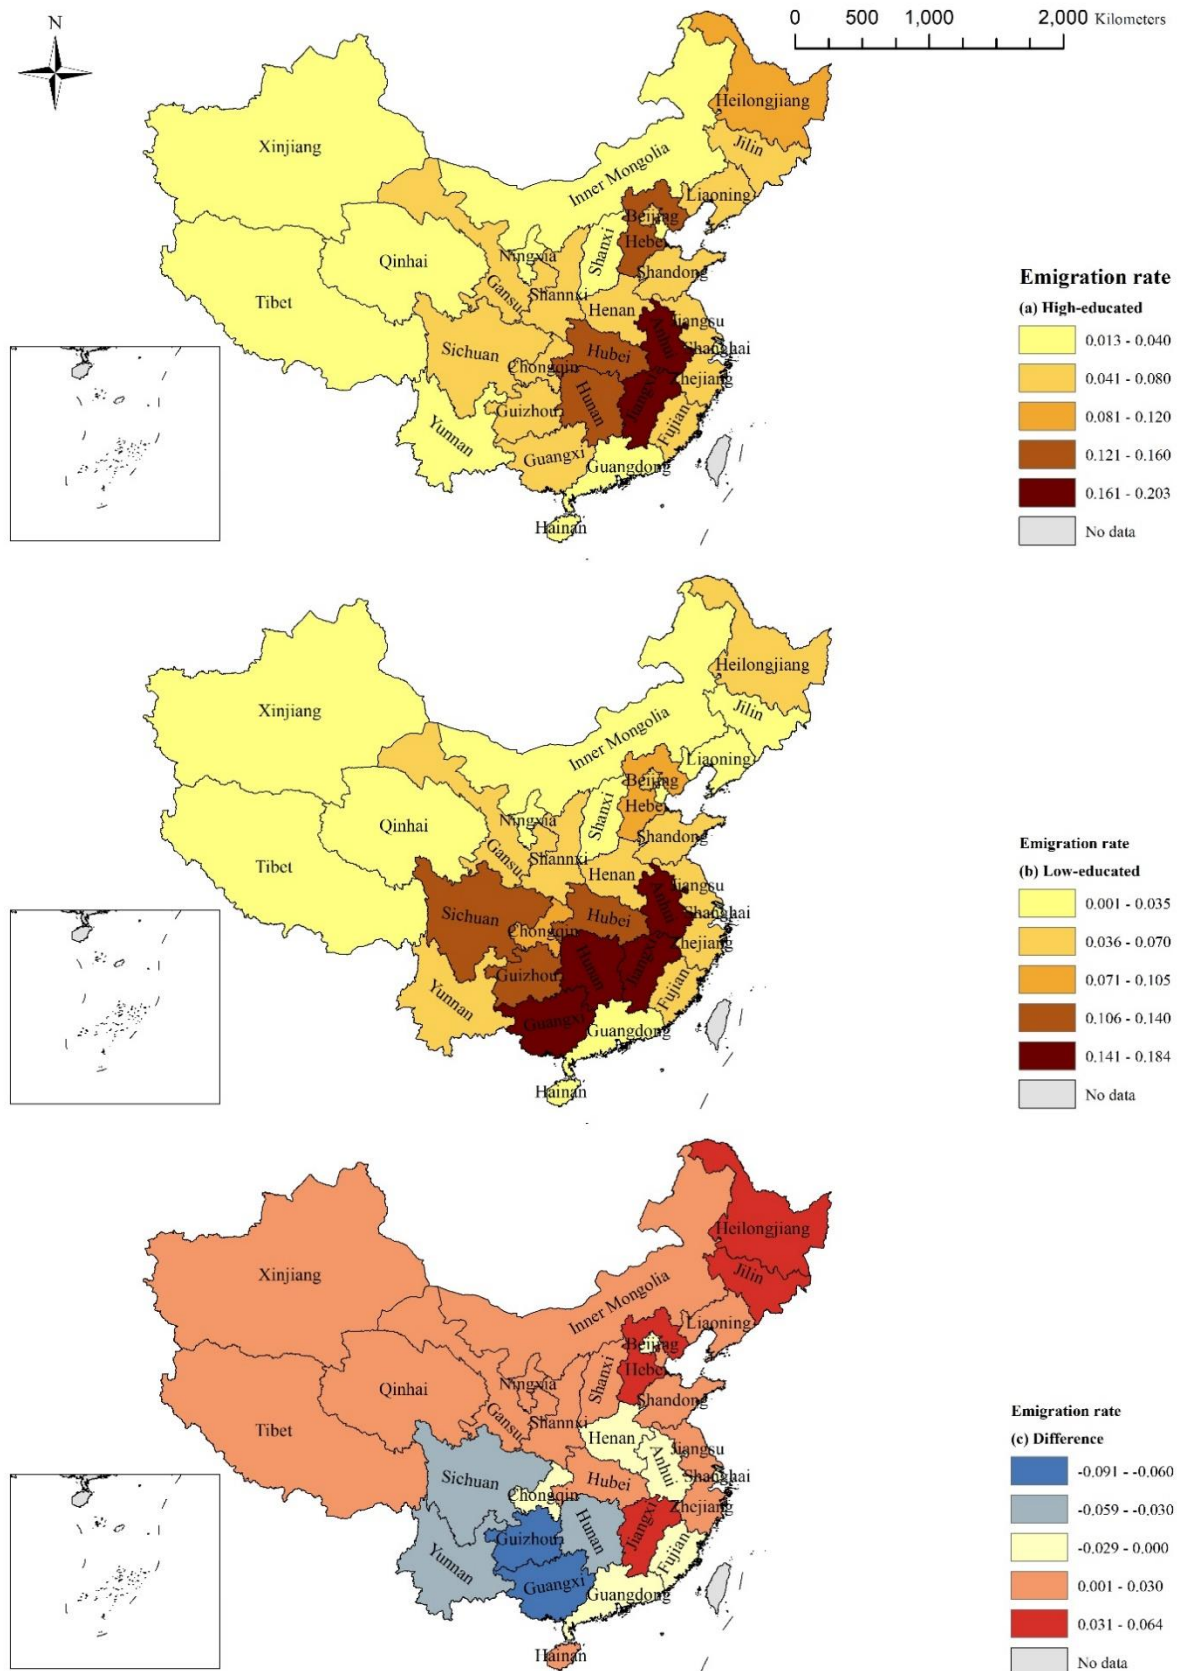 N
0 500 1,000 2,000 Kilometers
Heilongjiang
Jilin
Xinjiang
Inner Mongolia
Liaoning
Beijing
Hebei
Shanxi
Ningxia
Qinhai
Shandong
Gansu
Shannxi
Tibet
Henan
Jiangsu
Anhui
Sichuan
Hubei
Shanghai
Chongqin
Zhejiang
Hunan
Jiangxi
Guizhou
Fujian
Yunnan
Guangxi
Guangdong
Hainan
Emigration rate
(a) High-educated
0.013 - 0.040
0.041 - 0.080
0.081 - 0.120
0.121 - 0.160
0.161 - 0.203
No data
Heilongjiang
Jilin
Xinjiang
Inner Mongolia
Liaoning
Beijing
Hebei
Shanxi
Ningxia
Qinhai
Shandong
Gansu
Shannxi
Tibet
Henan
Jiangsu
Anhui
Sichuan
Hubei
Shanghai
Chongqin
Zhejiang
Hunan
Jiangxi
Guizhou
Fujian
Yunnan
Guangxi
Guangdong
Hainan
Emigration rate
(b) Low-educated
0.001 - 0.035
0.036 - 0.070
0.071 - 0.105
0.106 - 0.140
0.141 - 0.184
No data
Heilongjiang
Jilin
Xinjiang
Inner Mongolia
Liaoning
Beijing
Hebei
Shanxi
Ningxia
Qinhai
Shandong
Gansu
Shannxi
Tibet
Henan
Jiangsu
Anhui
Sichuan
Hubei
Shanghai
Chongqin
Zhejiang
Hunan
Jiangxi
Guizhou
Fujian
Yunnan
Guangxi
Guangdong
Hainan
Emigration rate
(c) Difference
-0.091 - -0.060
-0.059 - -0.030
-0.029 - 0.000
0.001 - 0.030
0.031 - 0.064
No data